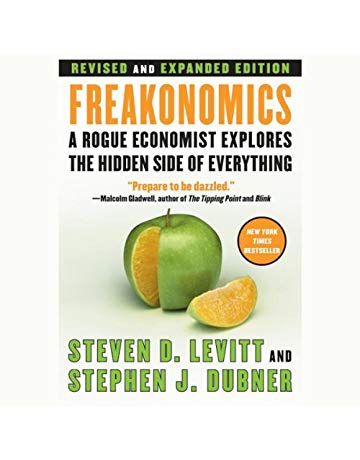 REVISED AND EXPANDED EDITION
FREAKONOMICS
A ROGUE ECONOMIST EXPLORES
THE HIDDEN SIDE OF EVERYTHING
“Prepare to be dazzled.”
—Malcolm Gladwell, author of The Tipping Point and Blink
NEW YORK
TIMES
BESTSELLER
STEVEN D. LEVITT AND
STEPHEN J. DUBNER